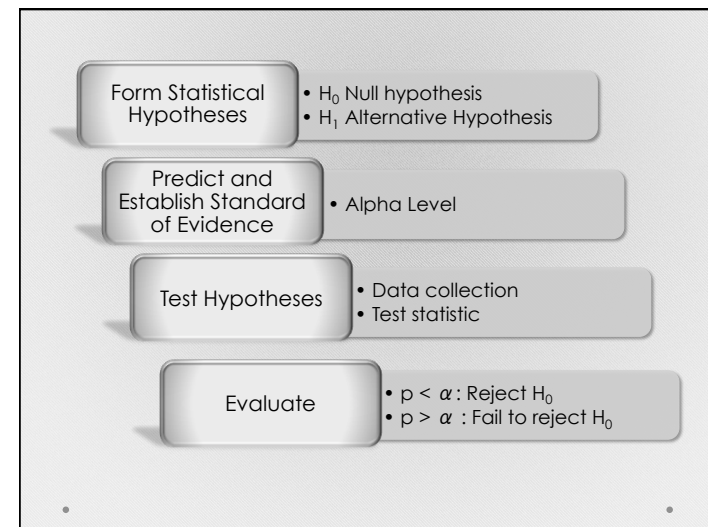 Form Statistical
Hypotheses
• H₀ Null hypothesis
• H₁ Alternative Hypothesis
Predict and
Establish Standard
of Evidence
• Alpha Level
Test Hypotheses
• Data collection
• Test statistic
Evaluate
• p < α: Reject H₀
• p > α : Fail to reject H₀